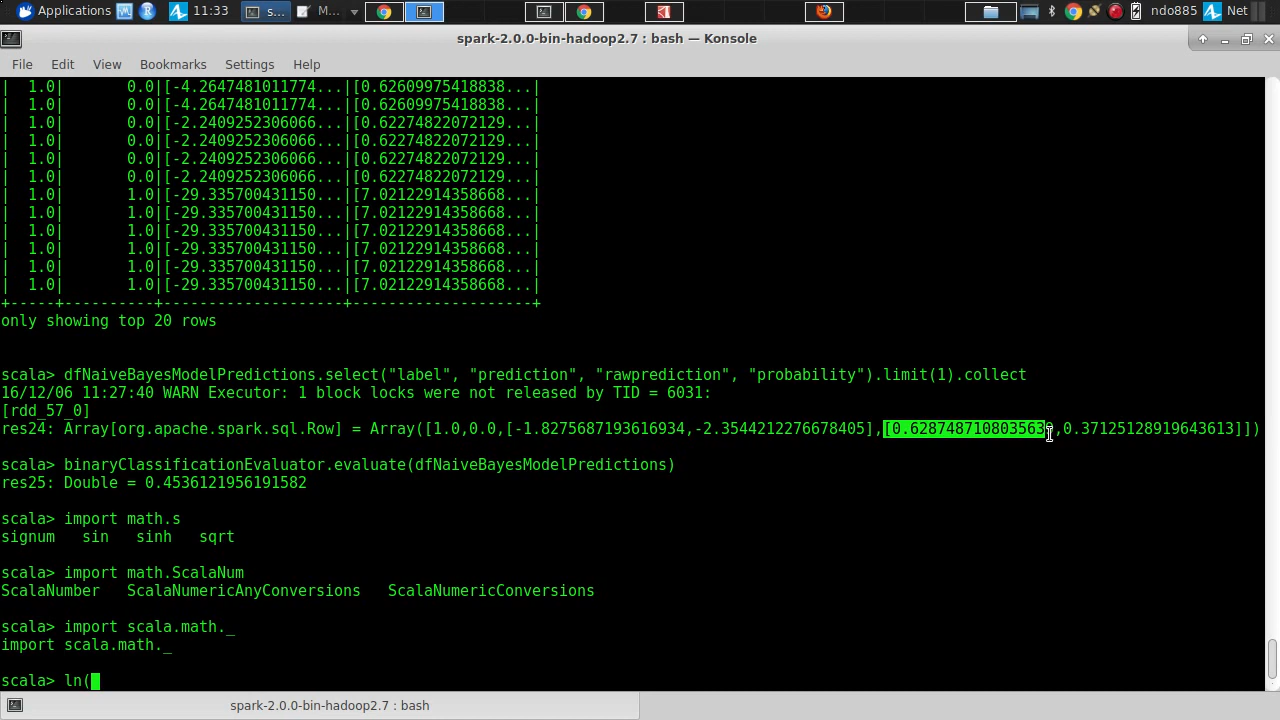 Applications 11:33 s... M... ndo885 Net
spark-2.0.0-bin-hadoop2.7 : bash — Konsole
File Edit View Bookmarks Settings Help
| 1.0| 0.0|[-4.2647481011774...|[0.62609975418838...|
| 1.0| 0.0|[-4.2647481011774...|[0.62609975418838...|
| 1.0| 0.0|[-2.2409252306066...|[0.62274822072129...|
| 1.0| 0.0|[-2.2409252306066...|[0.62274822072129...|
| 1.0| 0.0|[-2.2409252306066...|[0.62274822072129...|
| 1.0| 0.0|[-2.2409252306066...|[0.62274822072129...|
| 1.0| 1.0|[-29.335700431150...|[7.02122914358668...|
| 1.0| 1.0|[-29.335700431150...|[7.02122914358668...|
| 1.0| 1.0|[-29.335700431150...|[7.02122914358668...|
| 1.0| 1.0|[-29.335700431150...|[7.02122914358668...|
| 1.0| 1.0|[-29.335700431150...|[7.02122914358668...|
| 1.0| 1.0|[-29.335700431150...|[7.02122914358668...|
+-----+----------+--------------------+--------------------+
only showing top 20 rows
scala> dfNaiveBayesModelPredictions.select("label", "prediction", "rawprediction", "probability").limit(1).collect
16/12/06 11:27:40 WARN Executor: 1 block locks were not released by TID = 6031:
[rdd_57_0]
res24: Array[org.apache.spark.sql.Row] = Array([1.0,0.0,[-1.8275687193616934,-2.3544212276678405],[0.628748710803563,0.37125128919643613]])
scala> binaryClassificationEvaluator.evaluate(dfNaiveBayesModelPredictions)
res25: Double = 0.4536121956191582
scala> import math.s
signum sin sinh sqrt
scala> import math.ScalaNum
ScalaNumber ScalaNumericAnyConversions ScalaNumericConversions
scala> import scala.math._
import scala.math._
scala> ln(
spark-2.0.0-bin-hadoop2.7 : bash